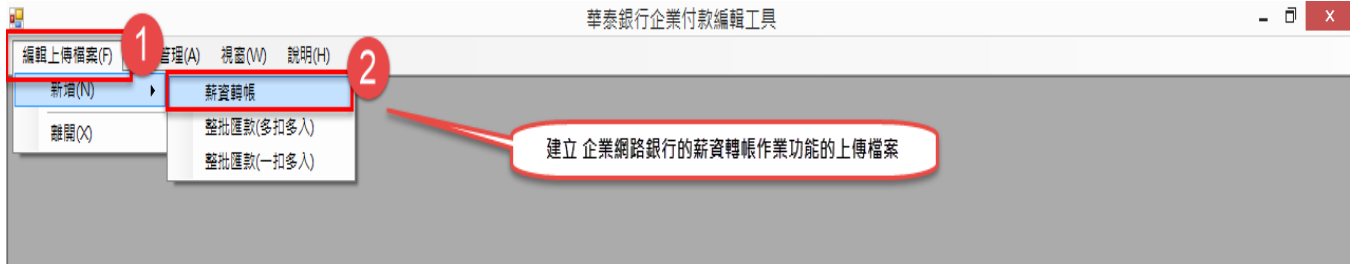 華泰銀行企業付款編輯工具
編輯上傳檔案(F) 管理(A) 視窗(W) 說明(H)
1
2
新增(N) 薪資轉帳
離開(X) 整批匯款(多扣多入)
整批匯款(一扣多入)
建立 企業網路銀行的薪資轉帳作業功能的上傳檔案